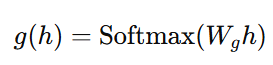 g(h) = Softmax(W_g h)